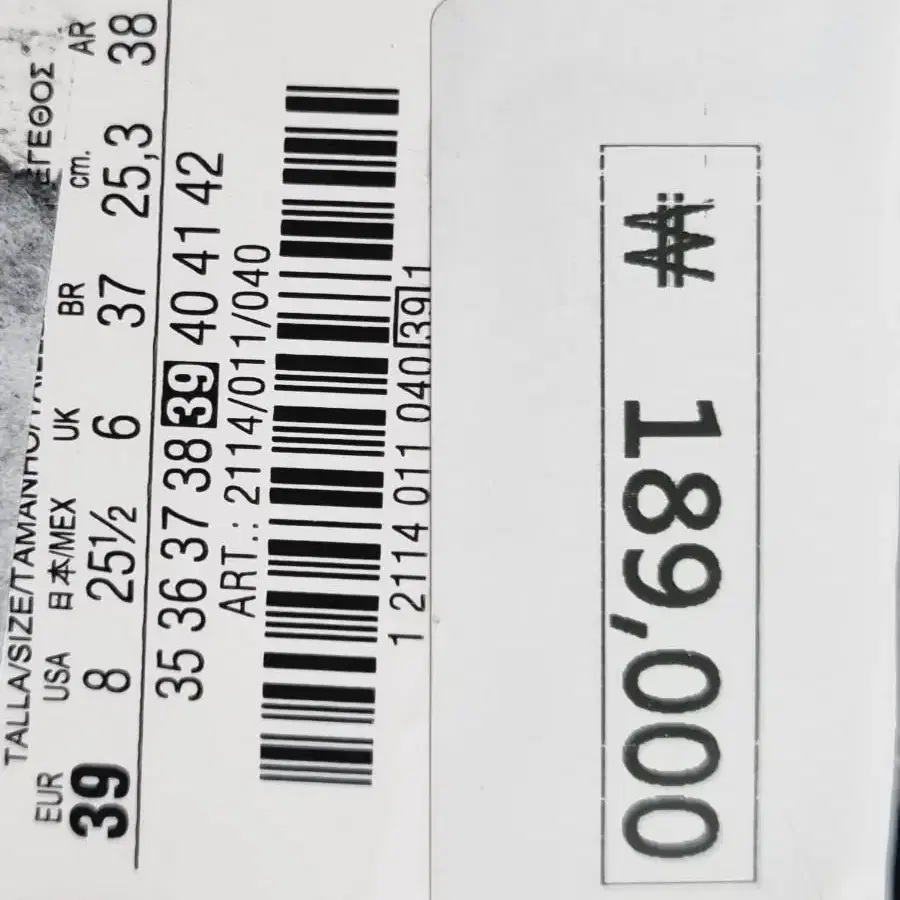 TALLA/SIZE/TAMANHO/
ΕΓΕΘΟΣ
EUR USA 日本/MEX UK BR cm. AR
39 8 25½ 6 37 25,3 38
35 36 37 38 39 40 41 42
ART.: 2114/011/040
1 2114 011 040 39 1
₩ 189,000